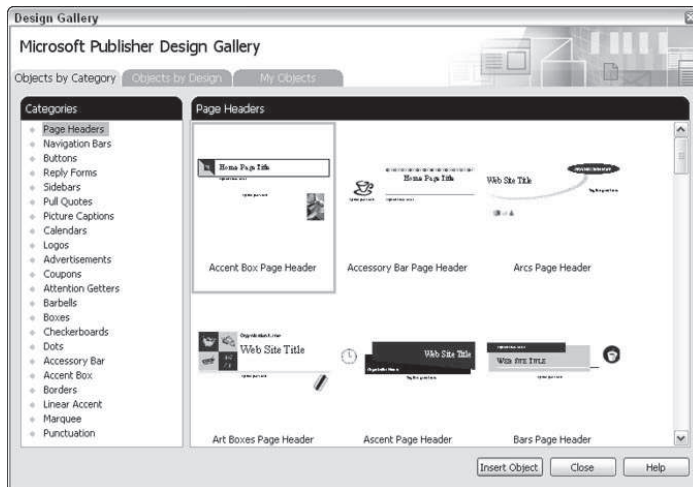 Design Gallery
Microsoft Publisher Design Gallery
Objects by Category
Objects by Design
My Objects
Categories
Page Headers
Navigation Bars
Buttons
Reply Forms
Sidebars
Pull Quotes
Picture Captions
Calendars
Logos
Advertisements
Coupons
Attention Getters
Barbells
Boxes
Checkerboards
Dots
Accessory Bar
Accent Box
Borders
Linear Accent
Marquee
Punctuation
Page Headers
Home Page Title
Home Page Title
Web Site Title
Accent Box Page Header
Accessory Bar Page Header
Arcs Page Header
Organization Name
Web Site Title
Web Site Title
Web Site Title
Art Boxes Page Header
Ascent Page Header
Bars Page Header
Insert Object
Close
Help